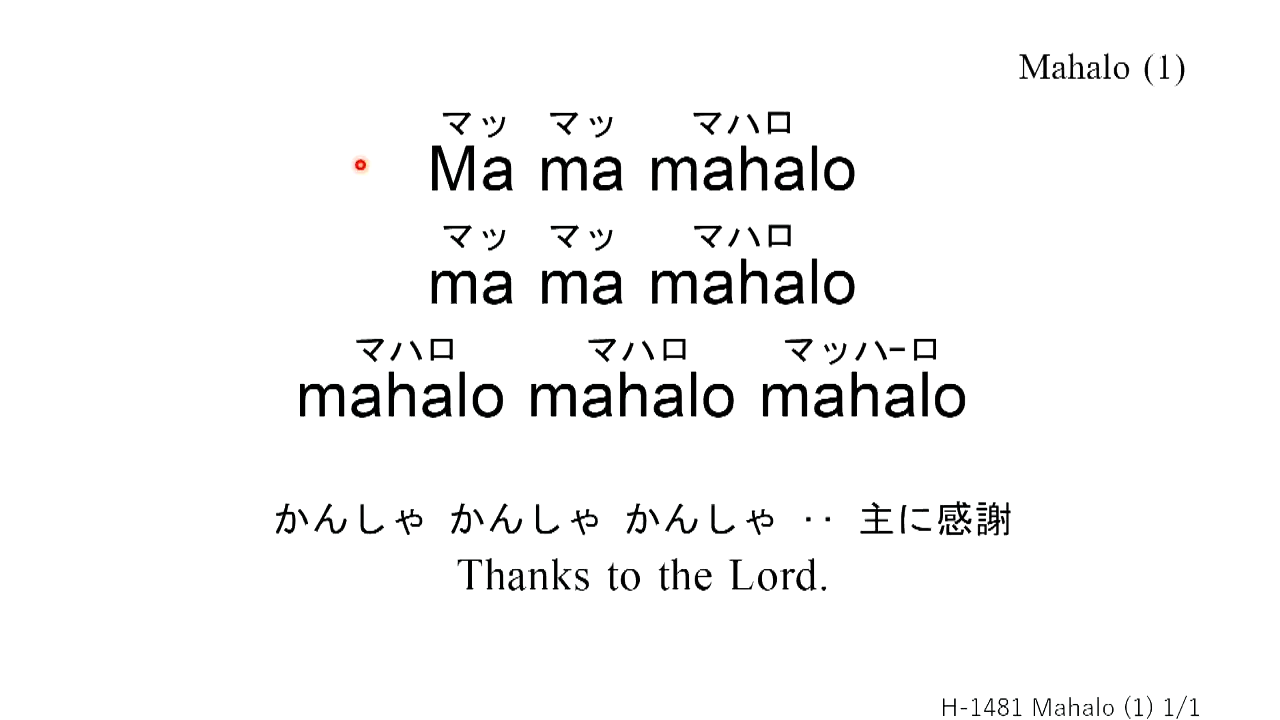 Mahalo (1)
マッ マッ マハロ
Ma ma mahalo
マッ マッ マハロ
ma ma mahalo
マハロ マハロ マッハーロ
mahalo mahalo mahalo
かんしゃ かんしゃ かんしゃ ‥ 主に感謝
Thanks to the Lord.
H-1481 Mahalo (1) 1/1